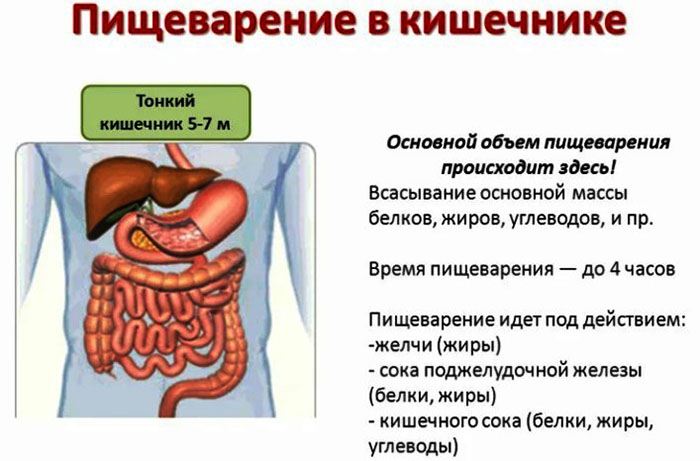 Пищеварение в кишечнике
Тонкий
кишечник 5-7 м
Основной объем пищеварения
происходит здесь!
Всасывание основной массы
белков, жиров, углеводов, и пр.
Время пищеварения — до 4 часов
Пищеварение идет под действием:
-желчи (жиры)
- сока поджелудочной железы
(белки, жиры)
- кишечного сока (белки, жиры,
углеводы)